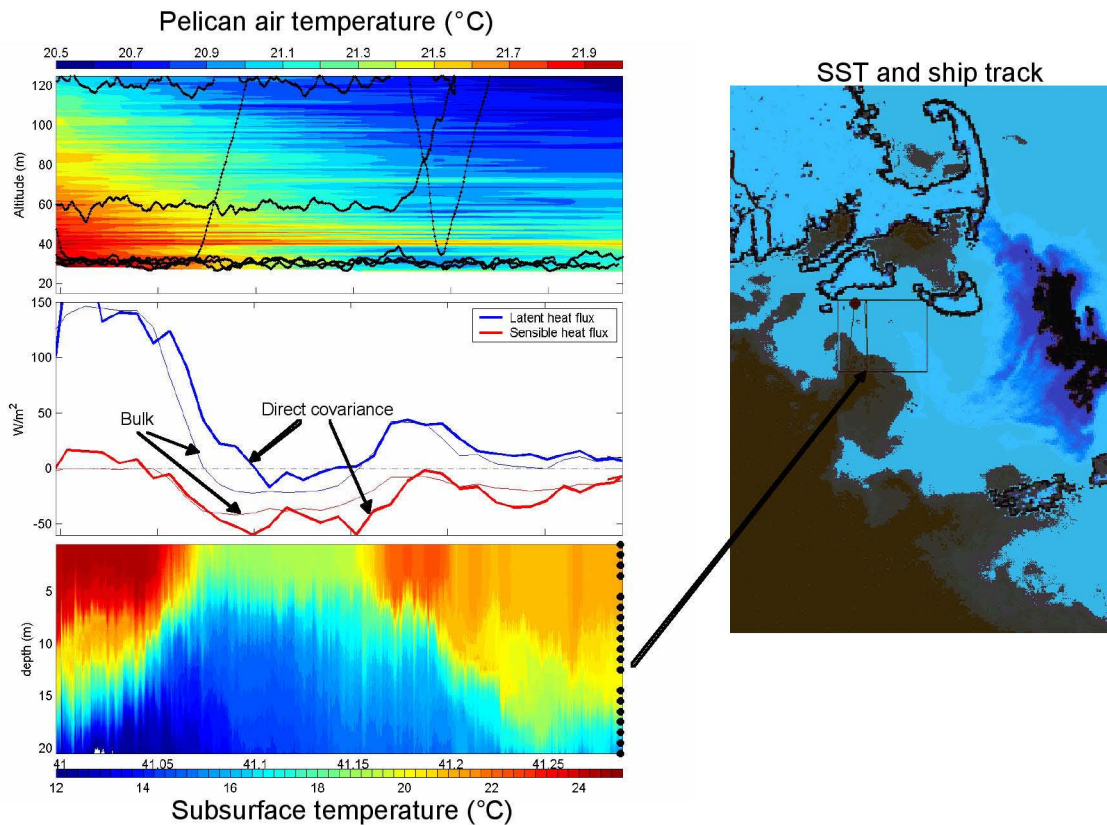 Pelican air temperature (°C)
20.5 20.7 20.9 21.1 21.3 21.5 21.7 21.9
120
100
80
60
40
20
Altitude (m)
SST and ship track
150
100
50
0
-50
W/m²
Latent heat flux
Sensible heat flux
Bulk
Direct covariance
5
10
15
20
depth (m)
41 41.05 41.1 41.15 41.2 41.25
12 14 16 18 20 22 24
Subsurface temperature (°C)